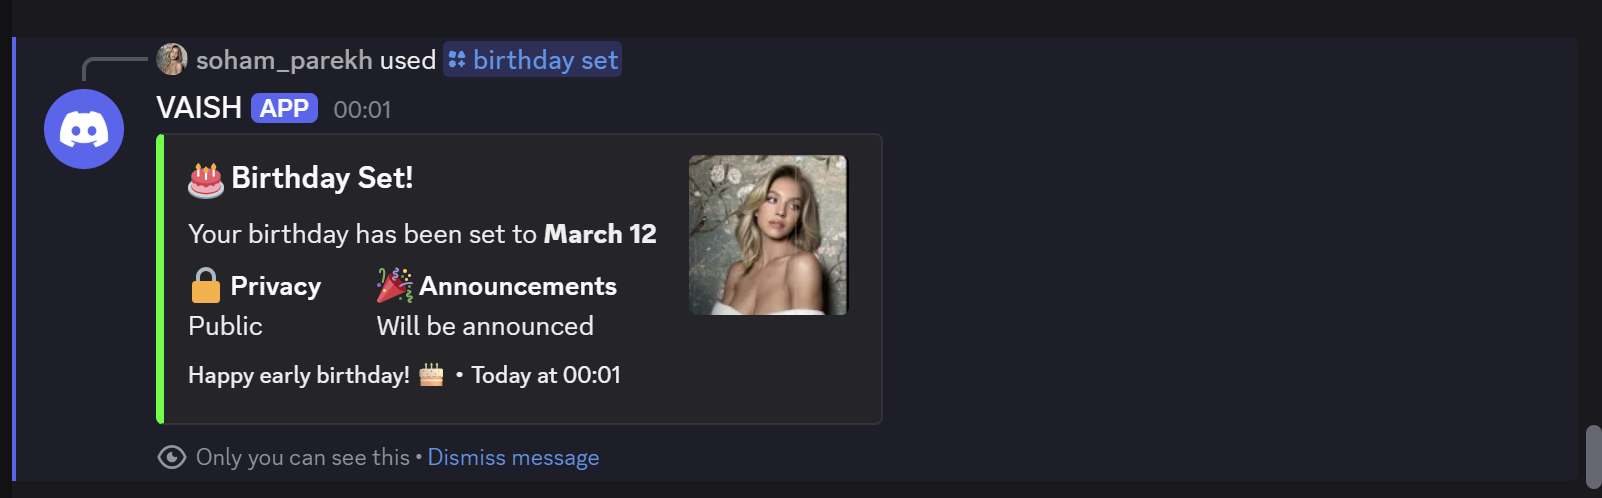 soham_parekh used birthday set
VAISH APP 00:01
🎂 Birthday Set!
Your birthday has been set to March 12
🔒 Privacy 🎉 Announcements
Public Will be announced
Happy early birthday! 🎂 • Today at 00:01
Only you can see this • Dismiss message